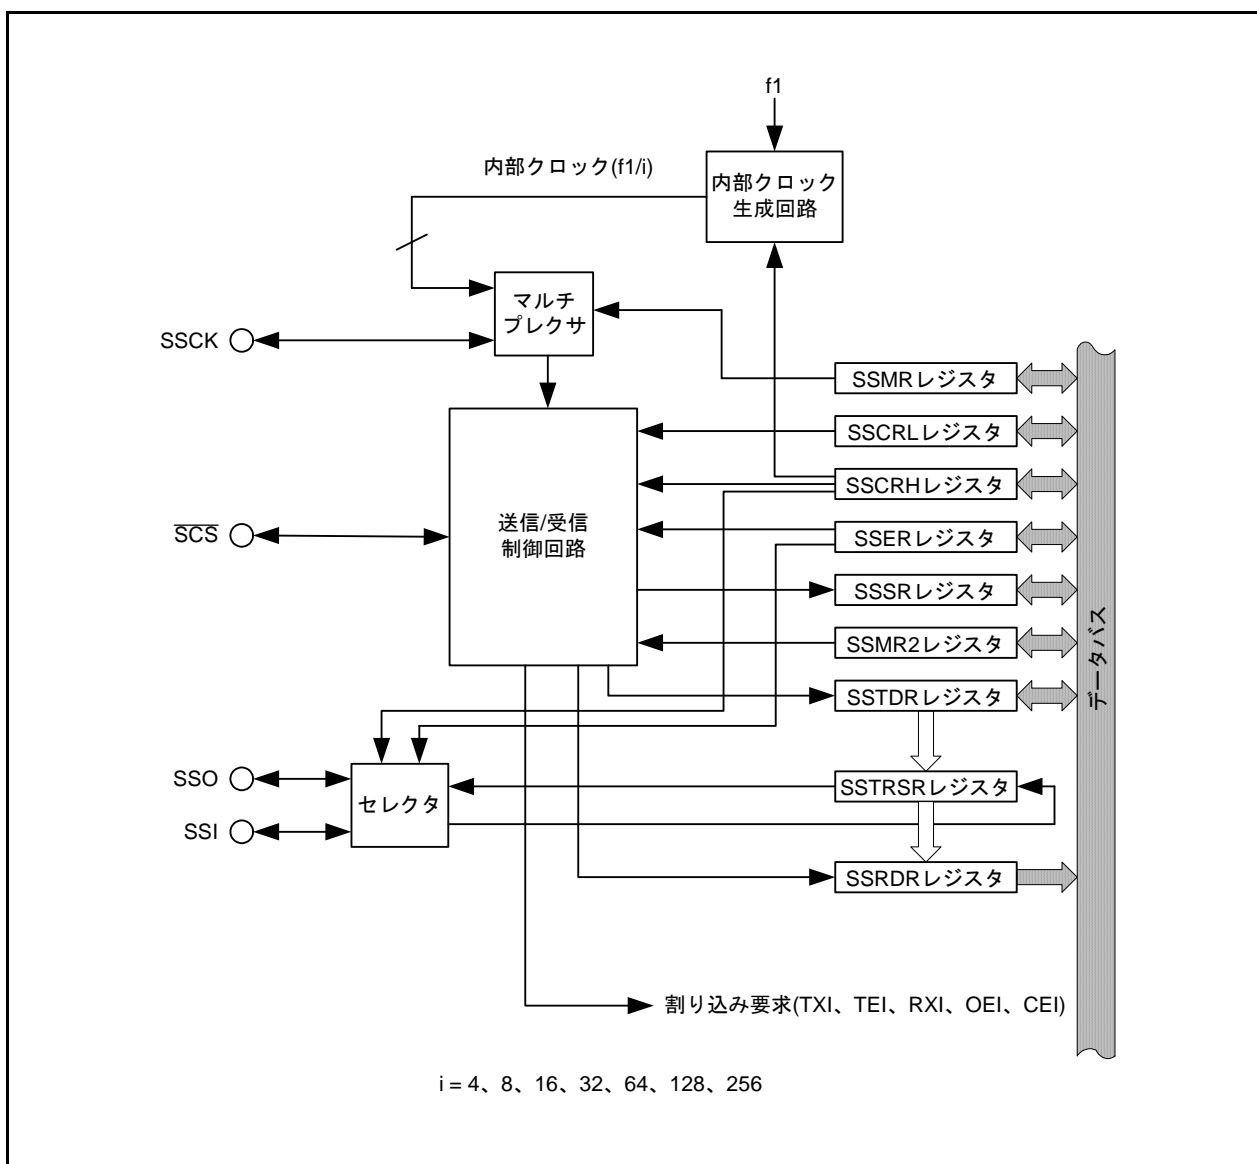 f1
内部クロック(f1/i)
内部クロック
生成回路
マルチ
プレクサ
SSCK
SSMRレジスタ
SSCRLレジスタ
SSCRHレジスタ
送信/受信
制御回路
SCS
SSERレジスタ
SSSRレジスタ
SSMR2レジスタ
SSTDRレジスタ
データバス
SSO
SSTRSRレジスタ
セレクタ
SSI
SSRDRレジスタ
割り込み要求(TXI、TEI、RXI、OEI、CEI)
i = 4、8、16、32、64、128、256